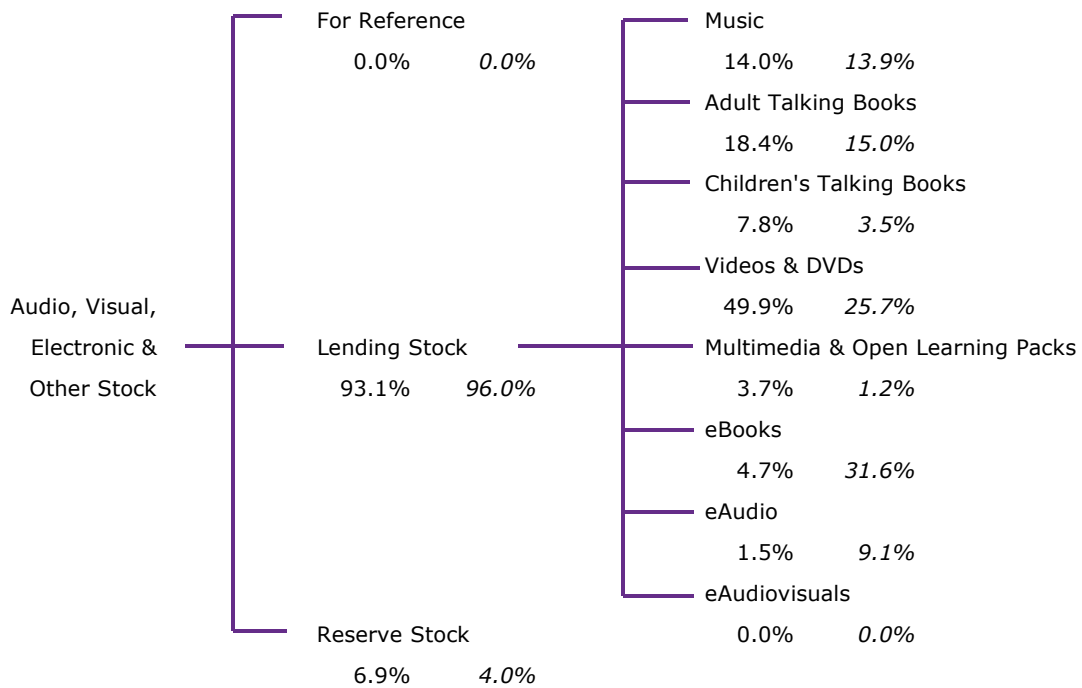 For Reference
0.0% 0.0%
Music
14.0% 13.9%
Adult Talking Books
18.4% 15.0%
Children's Talking Books
7.8% 3.5%
Videos & DVDs
49.9% 25.7%
Audio, Visual,
Electronic &
Other Stock
Lending Stock
93.1% 96.0%
Multimedia & Open Learning Packs
3.7% 1.2%
eBooks
4.7% 31.6%
eAudio
1.5% 9.1%
eAudiovisuals
0.0% 0.0%
Reserve Stock
6.9% 4.0%